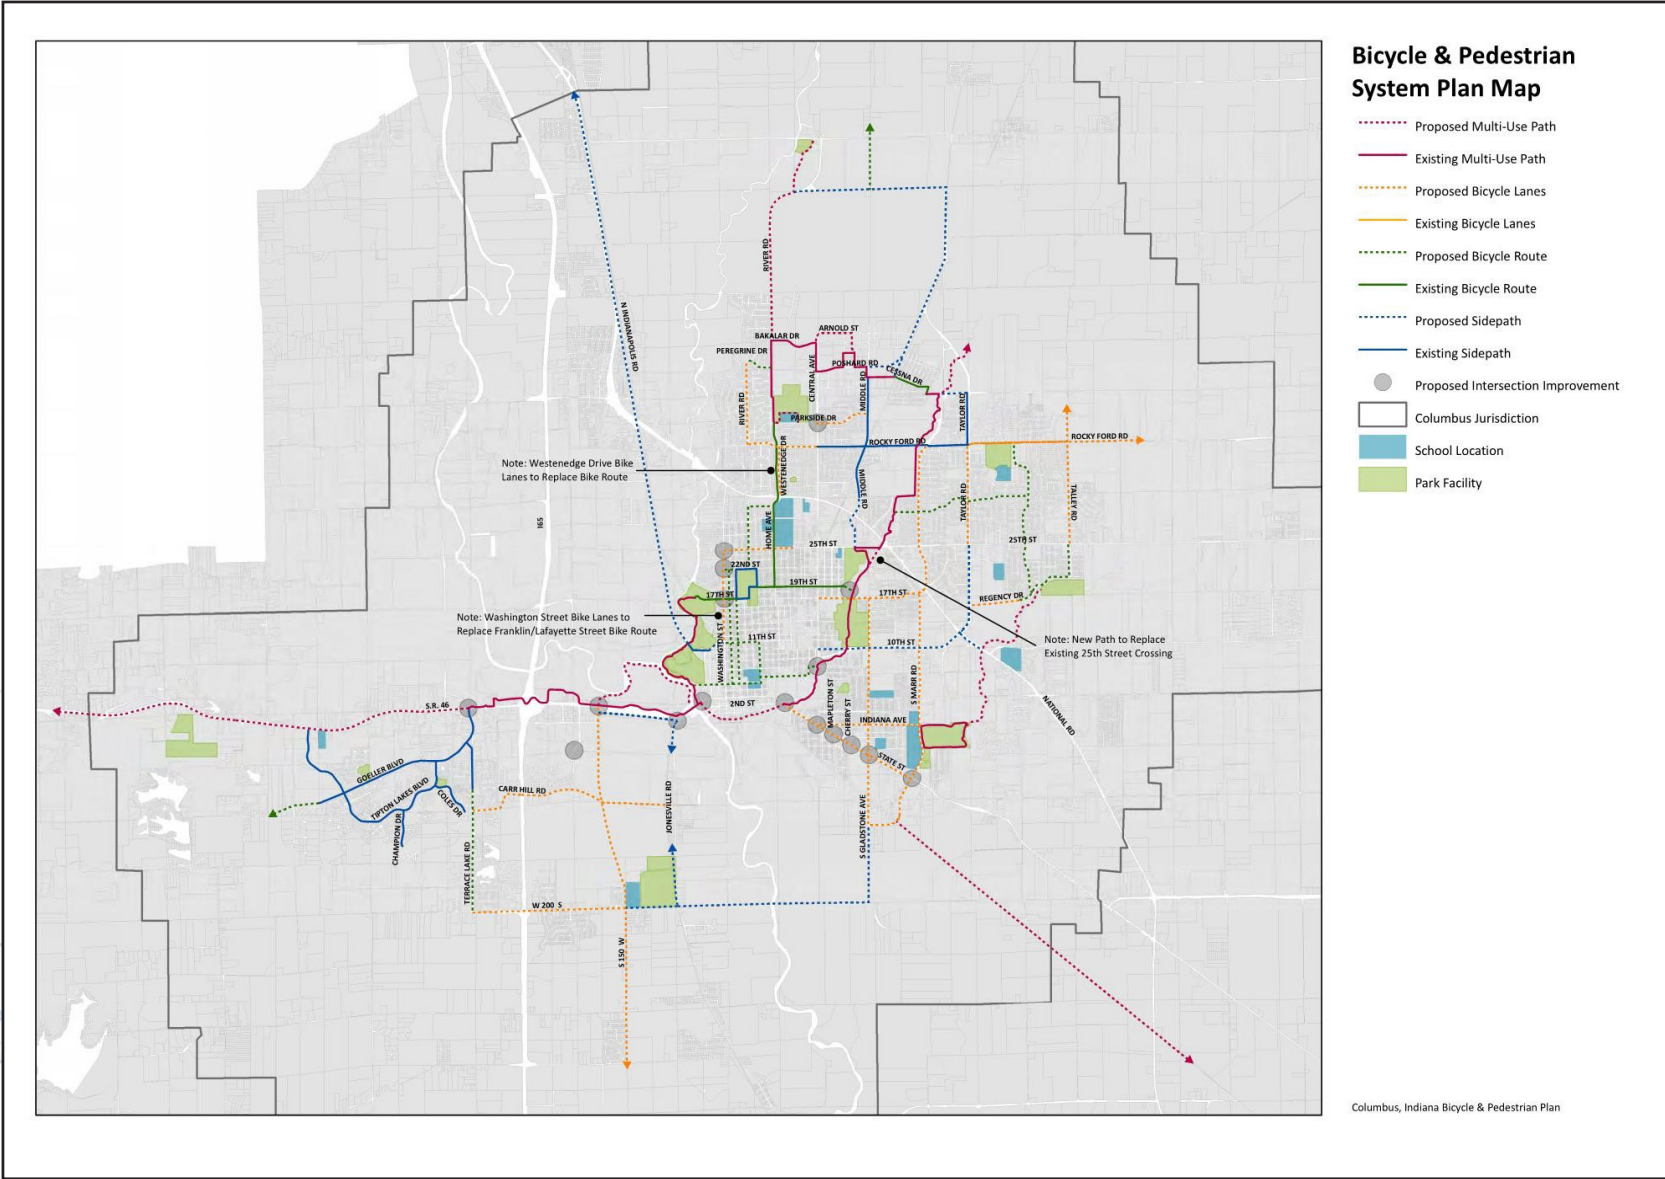 Bicycle & Pedestrian
System Plan Map
Proposed Multi-Use Path
Existing Multi-Use Path
Proposed Bicycle Lanes
Existing Bicycle Lanes
Proposed Bicycle Route
Existing Bicycle Route
Proposed Sidepath
Existing Sidepath
Proposed Intersection Improvement
Columbus Jurisdiction
School Location
Park Facility
RIVER RD
N INDIANAPOLIS RD
ARNOLD ST
BAKALAR DR
PEREGRINE DR
CENTRAL AVE
POSHARD RD
CESSNA DR
MIDDLE RD
RIVER RD
PARKSIDE DR
TAYLOR RD
ROCKY FORD RD
ROCKY FORD RD
WESTENEDGE DR
Note: Westenedge Drive Bike
Lanes to Replace Bike Route
MIDDLE RD
TAYLOR RD
TALLEY RD
I65
HOME AVE
25TH ST
25TH ST
22ND ST
19TH ST
17TH ST
17TH ST
REGENCY DR
Note: Washington Street Bike Lanes to
Replace Franklin/Lafayette Street Bike Route
WASHINGTON ST
11TH ST
10TH ST
Note: New Path to Replace
Existing 25th Street Crossing
S.R. 46
2ND ST
MAPLETON ST
CHERRY ST
S MARR RD
INDIANA AVE
NATIONAL RD
STATE ST
GOELLER BLVD
TIPTON LAKES BLVD
COLES DR
CHAMPION DR
CARR HILL RD
JONESVILLE RD
S GLADSTONE AVE
TERRACE LAKE RD
W 200 S
S 150 W
Columbus, Indiana Bicycle & Pedestrian Plan